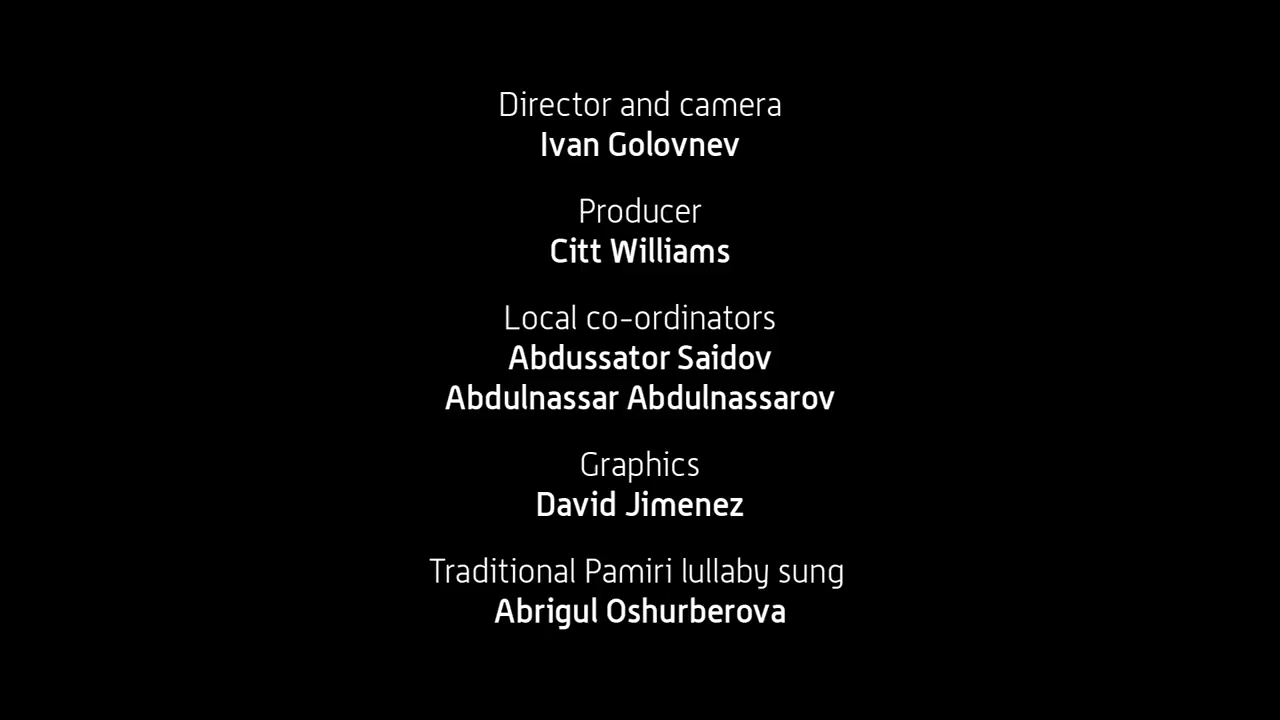 Director and camera
Ivan Golovnev
Producer
Citt Williams
Local co-ordinators
Abdussator Saidov
Abdulnassar Abdulnassarov
Graphics
David Jimenez
Traditional Pamiri lullaby sung
Abrigul Oshurberova